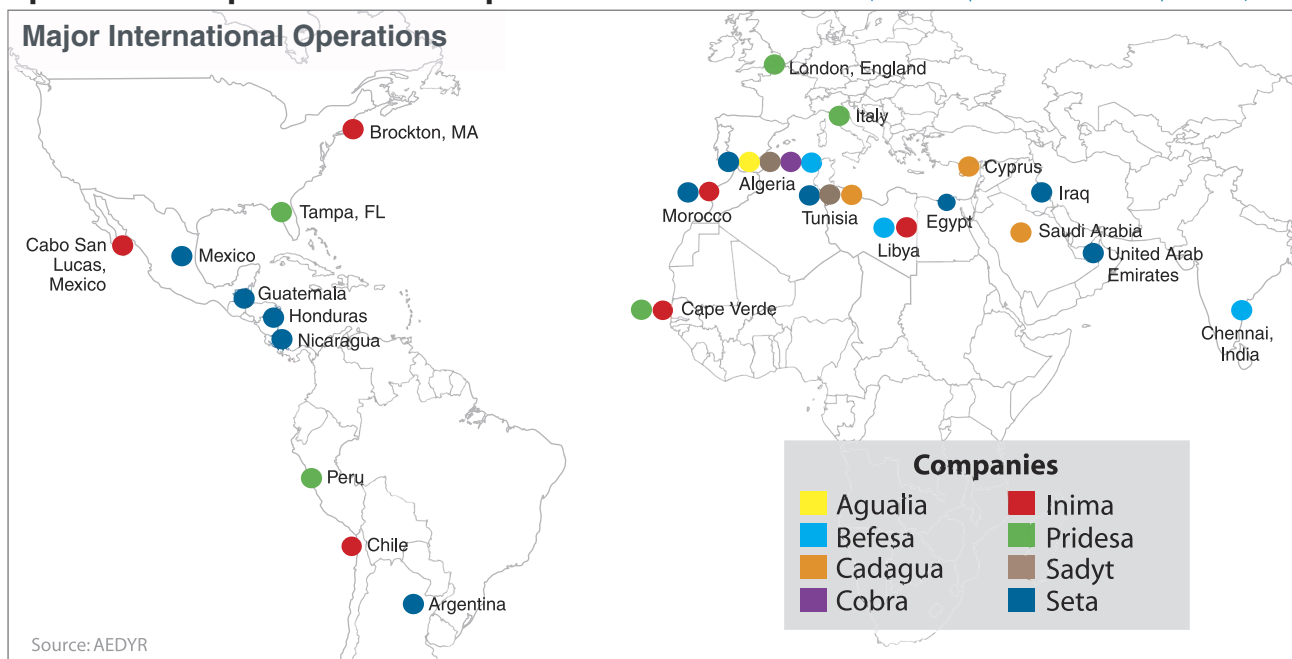 Major International Operations
London, England
Italy
Brockton, MA
Algeria
Cyprus
Morocco
Tunisia
Egypt
Iraq
Tampa, FL
Libya
Saudi Arabia
Cabo San
Lucas,
Mexico
Mexico
United Arab
Emirates
Guatemala
Honduras
Nicaragua
Cape Verde
Chennai,
India
Peru
Chile
Argentina
Companies
Agualia
Befesa
Cadagua
Cobra
Inima
Pridesa
Sadyt
Seta
Source: AEDYR